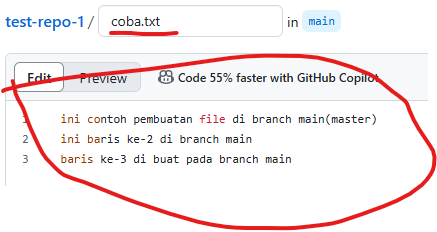 test-repo-1 / coba.txt in main
Edit Preview Code 55% faster with GitHub Copilot
1 ini contoh pembuatan file di branch main(master)
2 ini baris ke-2 di branch main
3 baris ke-3 di buat pada branch main